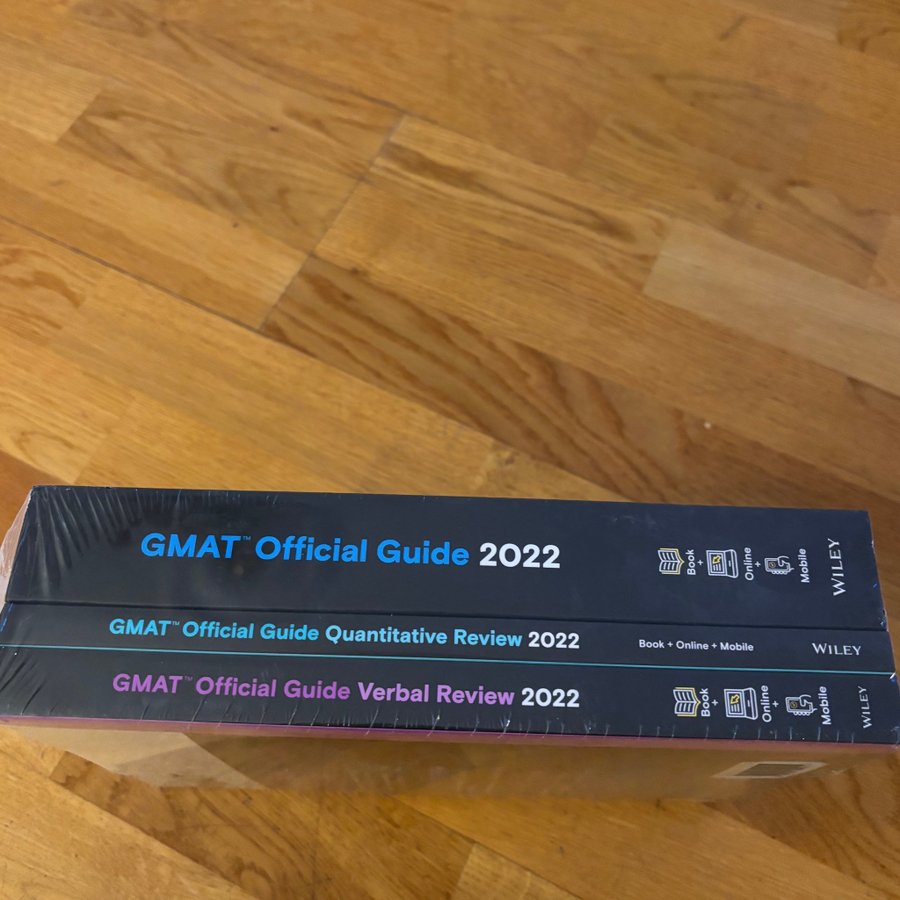 GMAT™ Official Guide 2022
Book + Online + Mobile
WILEY
GMAT™ Official Guide Quantitative Review 2022
Book + Online + Mobile
WILEY
GMAT™ Official Guide Verbal Review 2022
Book + Online + Mobile
WILEY